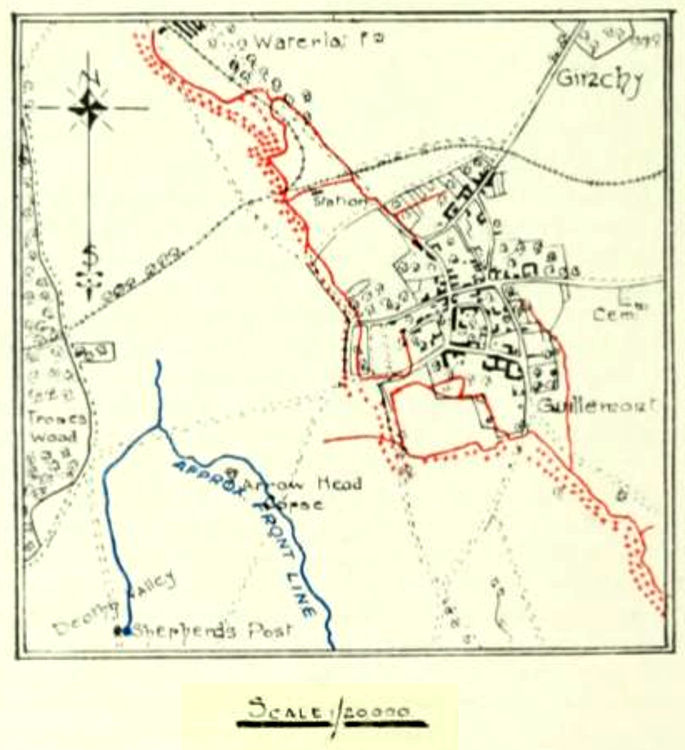 Waterlot Fm
Ginchy
N
Station
S
Cem.
Trones
Wood
Guillemont
Arrow Head
Copse
APPROX FRONT LINE
Death Valley
Shepherds Post
SCALE 1/20000